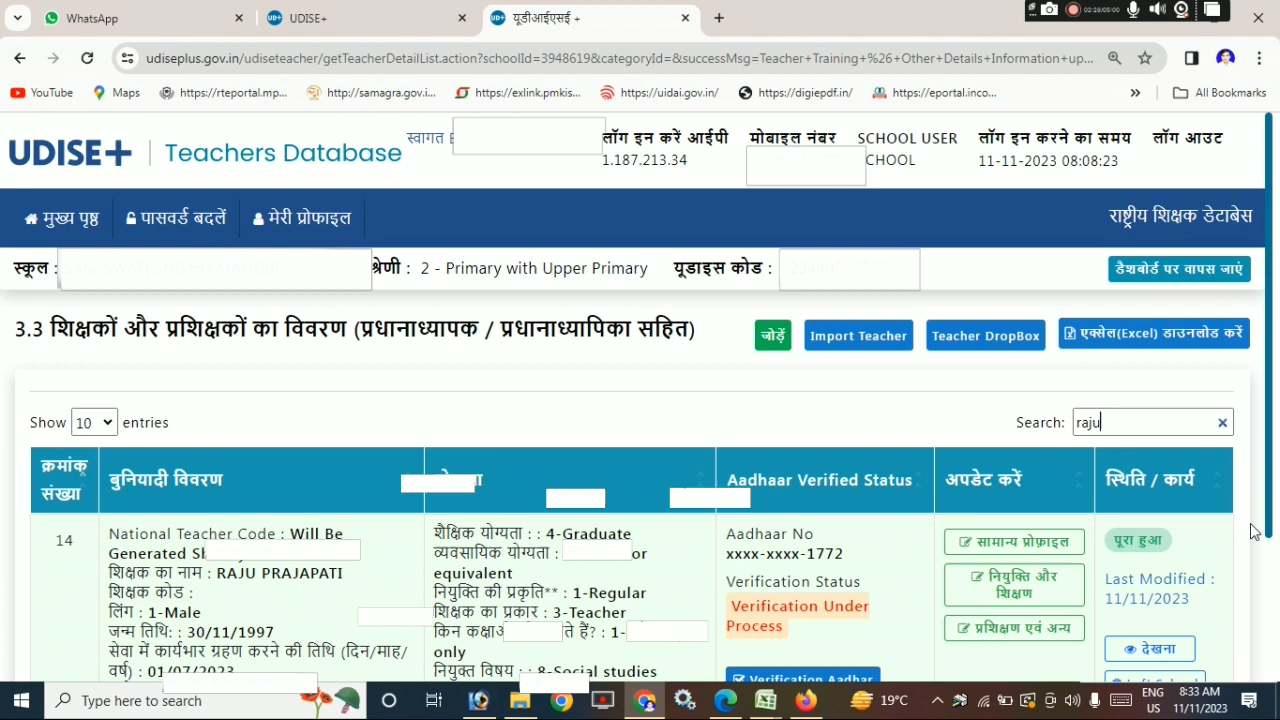 WhatsApp
UDISE+
यूडीआईएसई +
02:26/05:00
udiseplus.gov.in/udiseteacher/getTeacherDetailList.action?schoolId=3948619&categoryId=&successMsg=Teacher+Training+%26+Other+Details+Information+up...
YouTube
Maps
https://rteportal.mp...
http://samagra.gov.i...
https://exlink.pmkis...
https://uidai.gov.in/
https://digiepdf.in/
https://eportal.inco...
»
All Bookmarks
UDISE+ | Teachers Database
स्वागत
लॉग इन करें आईपी
1.187.213.34
मोबाइल नंबर
SCHOOL USER
CHOOL
लॉग इन करने का समय
11-11-2023 08:08:23
लॉग आउट
मुख्य पृष्ठ
पासवर्ड बदलें
मेरी प्रोफाइल
राष्ट्रीय शिक्षक डेटाबेस
स्कूल :
श्रेणी : 2 - Primary with Upper Primary
यूडाइस कोड :
डैशबोर्ड पर वापस जाएं
3.3 शिक्षकों और प्रशिक्षकों का विवरण (प्रधानाध्यापक / प्रधानाध्यापिका सहित)
जोड़ें
Import Teacher
Teacher DropBox
एक्सेल(Excel) डाउनलोड करें
Show 10 entries
Search: raju
क्रमांक संख्या
बुनियादी विवरण
Aadhaar Verified Status
अपडेट करें
स्थिति / कार्य
14
National Teacher Code : Will Be
Generated
शिक्षक का नाम : RAJU PRAJAPATI
शिक्षक कोड :
लिंग : 1-Male
जन्म तिथि: : 30/11/1997
सेवा में कार्यभार ग्रहण करने की तिथि (दिन/माह/
वर्ष) : 01/07/2023
शैक्षिक योग्यता : : 4-Graduate
व्यवसायिक योग्यता : or
equivalent
नियुक्ति की प्रकृति** : 1-Regular
शिक्षक का प्रकार : 3-Teacher
किन कक्षाओं ते हैं? : 1-
only
नियुक्त विषय : : 8-Social studies
Aadhaar No
xxxx-xxxx-1772
Verification Status
Verification Under
Process
Verification Aadhar
सामान्य प्रोफ़ाइल
नियुक्ति और
शिक्षण
प्रशिक्षण एवं अन्य
पूरा हुआ
Last Modified :
11/11/2023
देखना
Left School
Type here to search
19°C
ENG
US
8:33 AM
11/11/2023